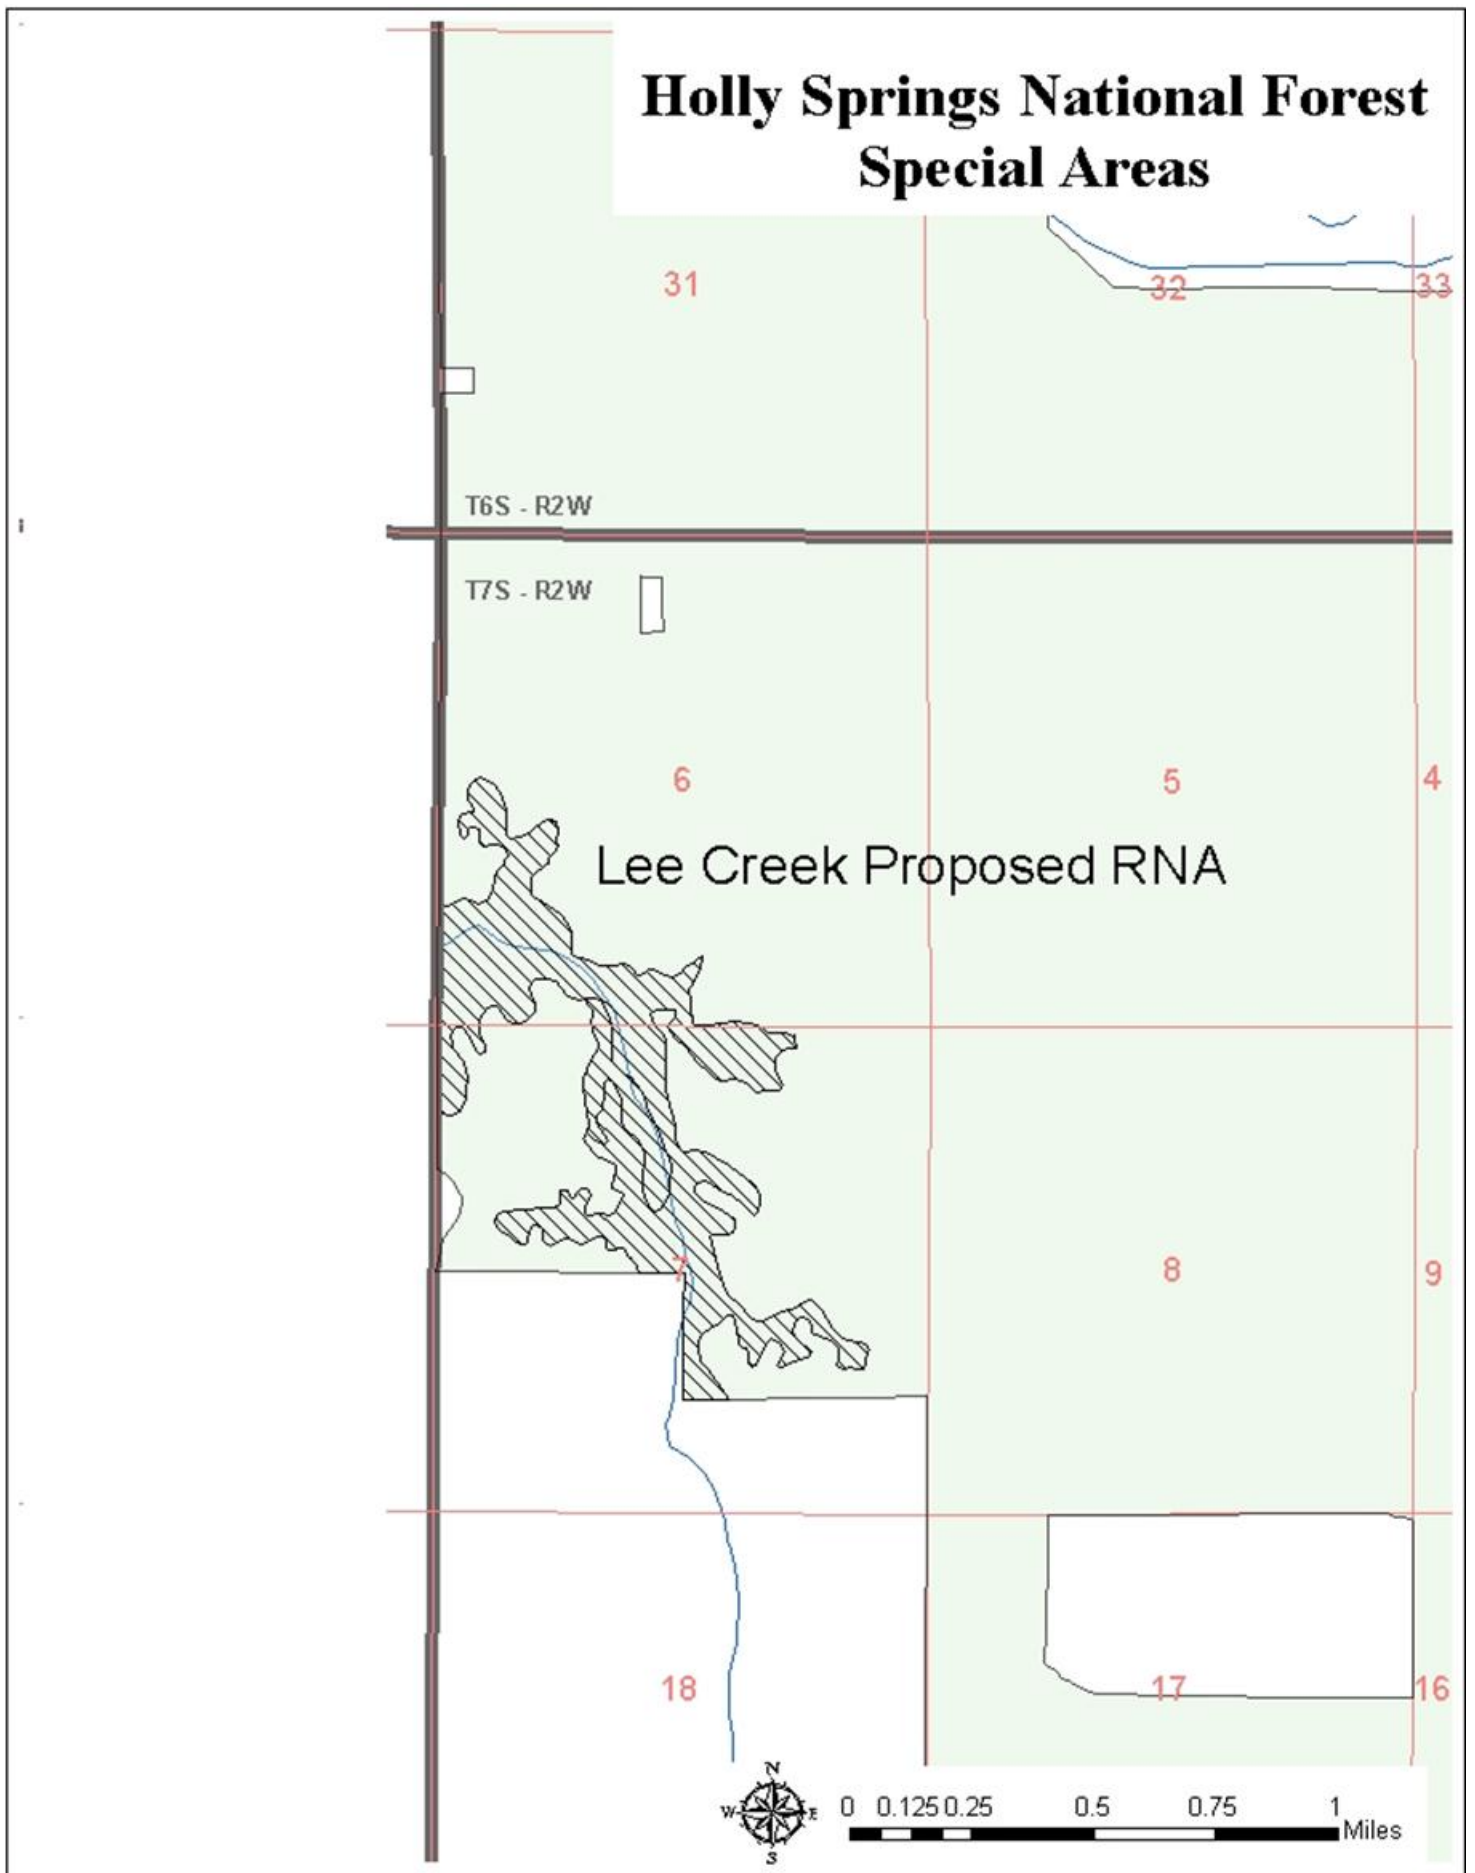 Holly Springs National Forest
Special Areas
31
32
33
T6S - R2W
T7S - R2W
6
5
4
Lee Creek Proposed RNA
7
8
9
18
17
16
N
W
E
S
0 0.125 0.25 0.5 0.75 1
Miles